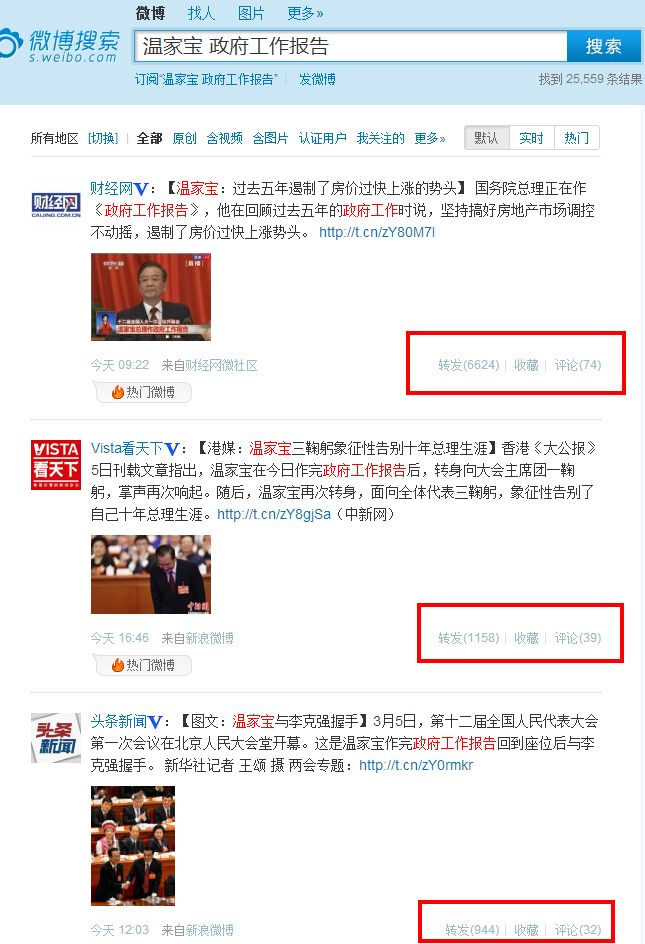 微博 找人 图片 更多»
微博搜索
s.weibo.com
温家宝 政府工作报告
搜索
订阅“温家宝 政府工作报告” | 发微博
找到 25,559 条结果
所有地区 [切换] | 全部 原创 含视频 含图片 认证用户 我关注的 更多» 默认 实时 热门
财经网
CAIJING.COM.CN
财经网V：【温家宝：过去五年遏制了房价过快上涨的势头】 国务院总理正在作
《政府工作报告》，他在回顾过去五年的政府工作时说，坚持搞好房地产市场调控
不动摇，遏制了房价过快上涨势头。 http://t.cn/zY80M7l
直播
温家宝总理作政府工作报告
今天 09:22 来自财经网微社区
转发(6624) | 收藏 | 评论(74)
热门微博
VISTA
看天下
Vista看天下V：【港媒：温家宝三鞠躬象征性告别十年总理生涯】香港《大公报》
5日刊载文章指出，温家宝在今日作完政府工作报告后，转身向大会主席团一鞠
躬，掌声再次响起。随后，温家宝再次转身，面向全体代表三鞠躬，象征性告别了
自己十年总理生涯。http://t.cn/zY8gjSa（中新网）
中新网
今天 16:46 来自新浪微博
转发(1158) | 收藏 | 评论(39)
热门微博
头条
新闻
头条新闻V：【图文：温家宝与李克强握手】3月5日，第十二届全国人民代表大会
第一次会议在北京人民大会堂开幕。这是温家宝作完政府工作报告回到座位后与李
克强握手。 新华社记者 王颂 摄 两会专题：http://t.cn/zY0rmkr
今天 12:03 来自新浪微博
转发(944) | 收藏 | 评论(32)